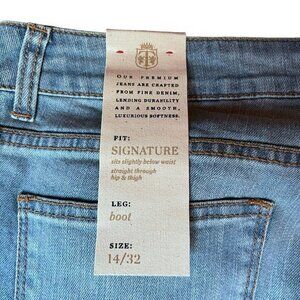 OUR PREMIUM
JEANS ARE CRAFTED
FROM FINE DENIM,
LENDING DURABILITY
AND A SMOOTH,
LUXURIOUS SOFTNESS.
FIT:
SIGNATURE
sits slightly below waist
straight through
hip & thigh
LEG:
boot
SIZE:
14/32